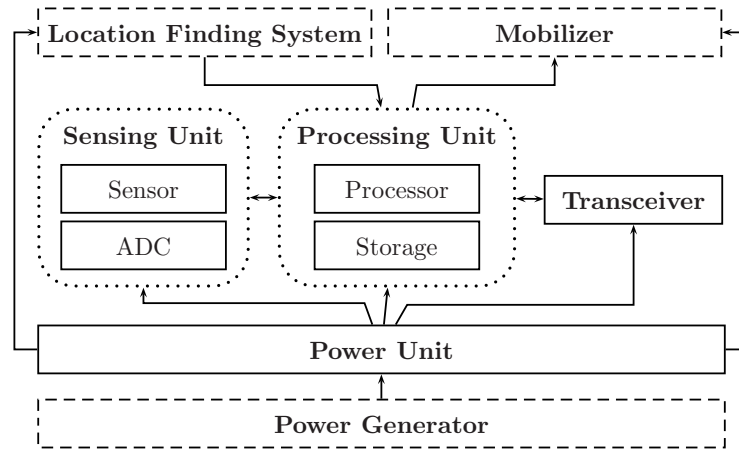 Location Finding System
Mobilizer
Sensing Unit
Processing Unit
Sensor
Processor
Transceiver
ADC
Storage
Power Unit
Power Generator